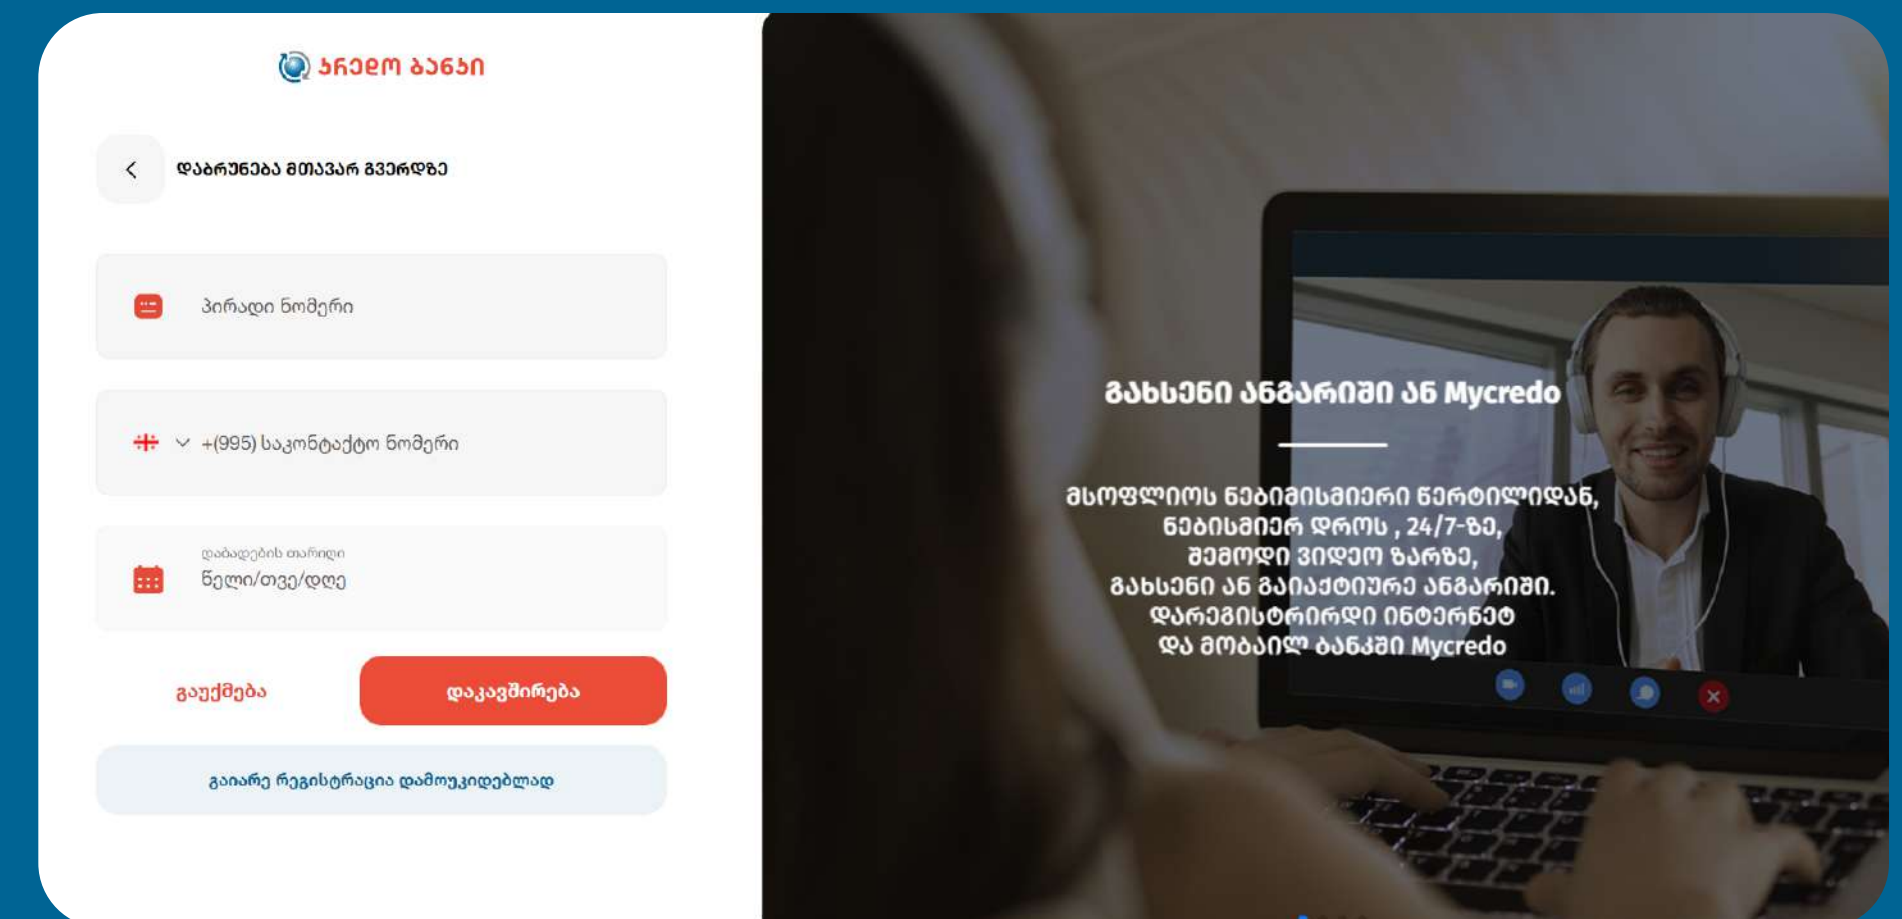 კრედო ბანკი
დაბრუნება მთავარ გვერდზე
პირადი ნომერი
+(995) საკონტაქტო ნომერი
დაბადების თარიღი
წელი/თვე/დღე
გაუქმება
დაკავშირება
გაიარე რეგისტრაცია დამოუკიდებლად
გახსენი ანგარიში ან Mycredo
მსოფლიოს ნებიმისმიერი წერტილიდან,
ნებისმიერ დროს , 24/7-ზე,
შემოდი ვიდეო ზარზე,
გახსენი ან გაიაქტიურე ანგარიში.
დარეგისტრირდი ინტერნეტ
და მობაილ ბანკში Mycredo